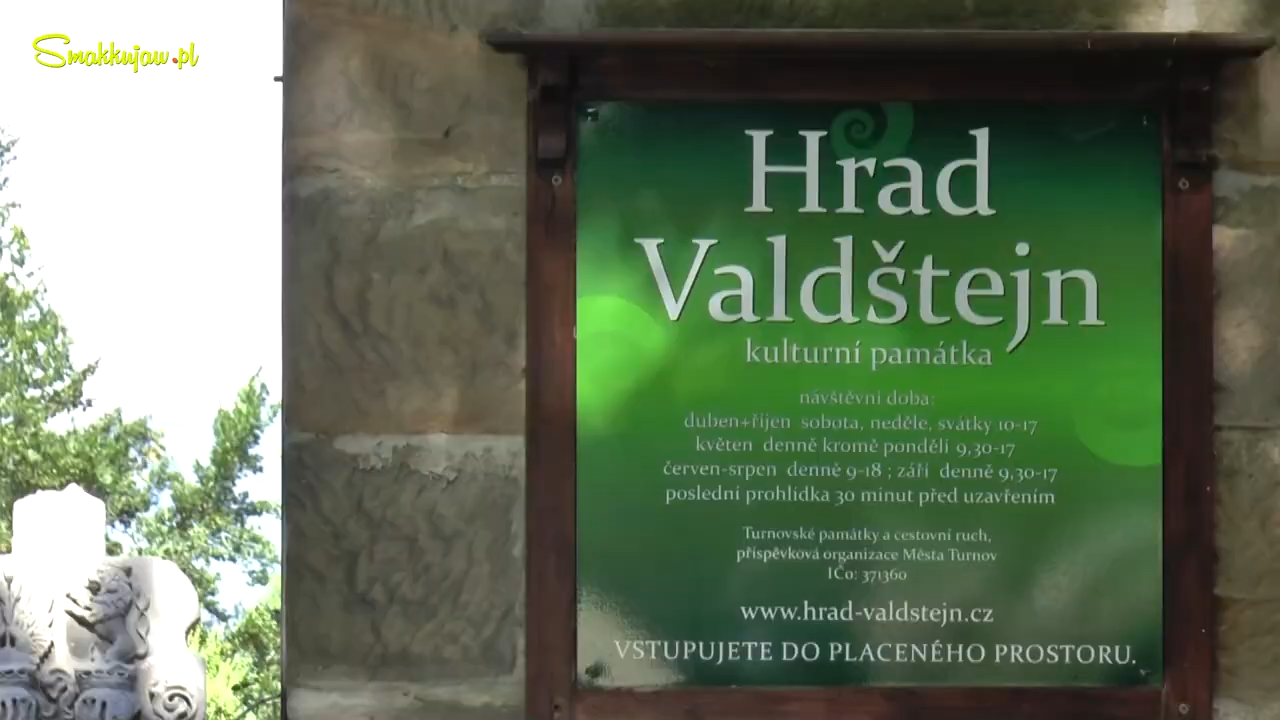 Smakkujaw.pl
Hrad
Valdštejn
kulturní památka
návštěvní doba:
duben+říjen sobota, neděle, svátky 10-17
květen denně kromě pondělí 9,30-17
červen-srpen denně 9-18 ; září denně 9,30-17
poslední prohlídka 30 minut před uzavřením
Turnovské památky a cestovní ruch,
příspěvková organizace Města Turnov
IČo: 371360
www.hrad-valdstejn.cz
VSTUPUJETE DO PLACENÉHO PROSTORU.